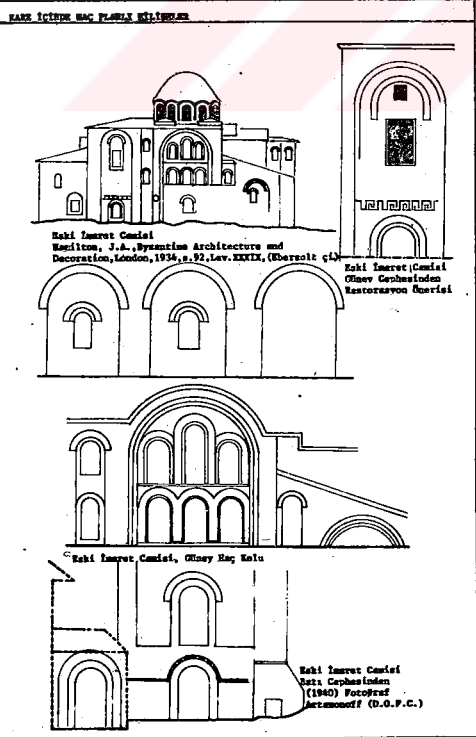 KARE İÇİNDE HAÇ PLANLI KİLİSELER
Eski İmaret Camisi
Hamilton, J.A.,Byzantine Architecture and
Decoration,London,1934,s.92,Lev.XXXIX,(Ebersolt çi)
Eski İmaret Camisi
Güney Cephesinden
Restorasyon Önerisi
Eski İmaret Camisi, Güney Haç Kolu
Eski İmaret Camisi
Batı Cephesinden
(1940) Fotoğraf
Artamonoff (D.O.F.C.)